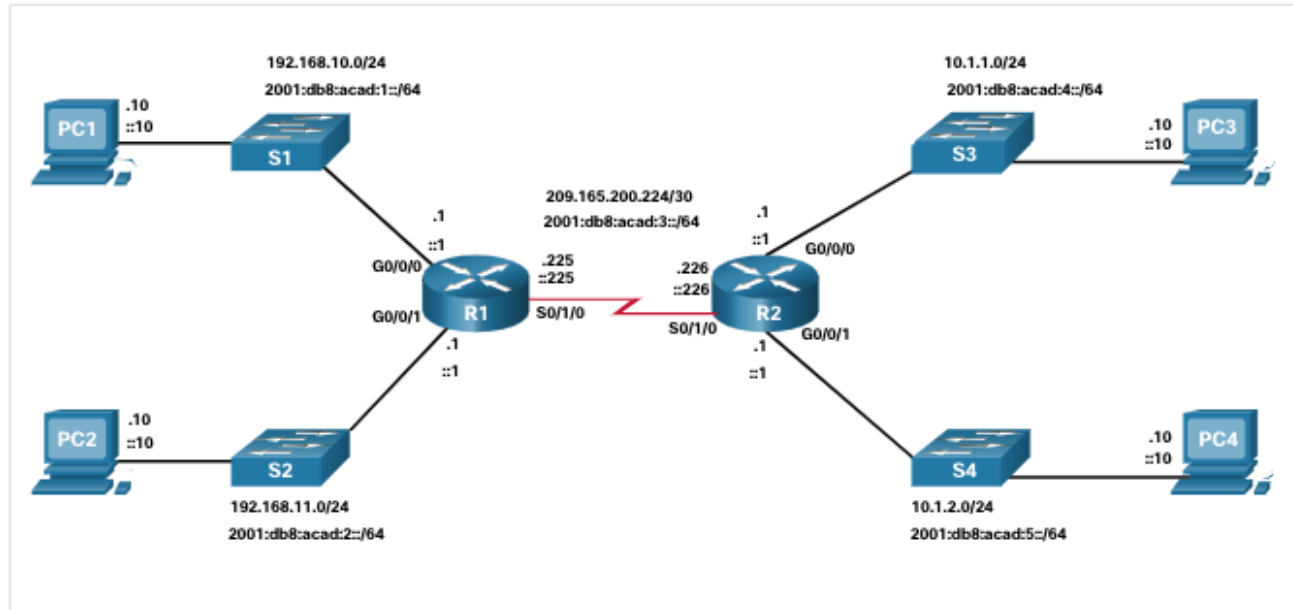 192.168.10.0/24
2001:db8:acad:1::/64
10.1.1.0/24
2001:db8:acad:4::/64
PC1
.10
::10
S1
S3
.10
::10
PC3
209.165.200.224/30
2001:db8:acad:3::/64
.1
::1
G0/0/0
.225
::225
.226
::226
.1
::1
G0/0/0
G0/0/1
R1
S0/1/0
S0/1/0
R2
G0/0/1
.1
::1
.1
::1
PC2
.10
::10
S2
S4
.10
::10
PC4
192.168.11.0/24
2001:db8:acad:2::/64
10.1.2.0/24
2001:db8:acad:5::/64